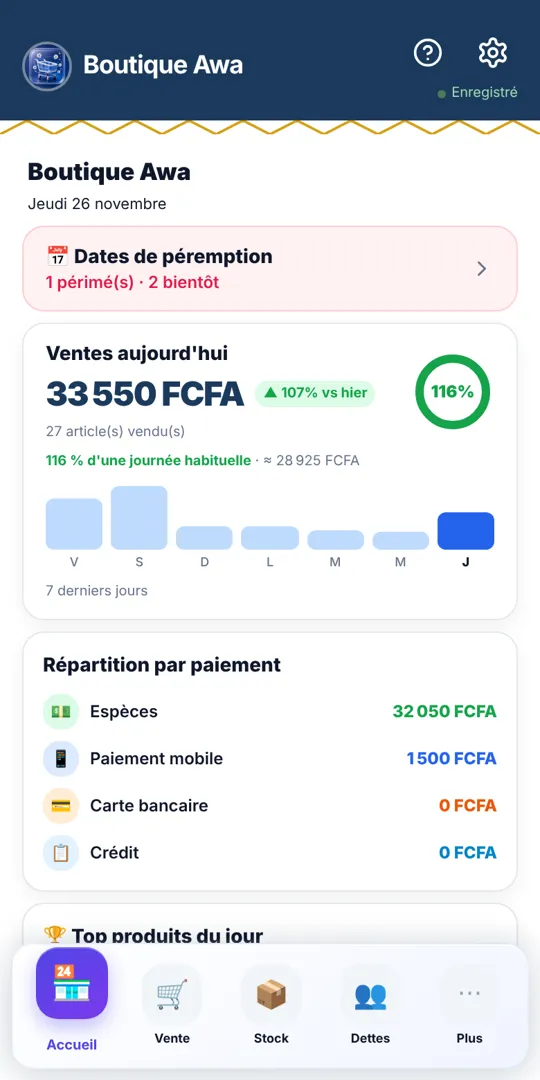 Boutique Awa
Enregistré
Boutique Awa
Jeudi 26 novembre
Dates de péremption
1 périmé(s) · 2 bientôt
Ventes aujourd'hui
33 550 FCFA
▲ 107% vs hier
116%
27 article(s) vendu(s)
116 % d'une journée habituelle · ≈ 28 925 FCFA
V S D L M M J
7 derniers jours
Répartition par paiement
Espèces 32 050 FCFA
Paiement mobile 1 500 FCFA
Carte bancaire 0 FCFA
Crédit 0 FCFA
Top produits du jour
Accueil Vente Stock Dettes Plus